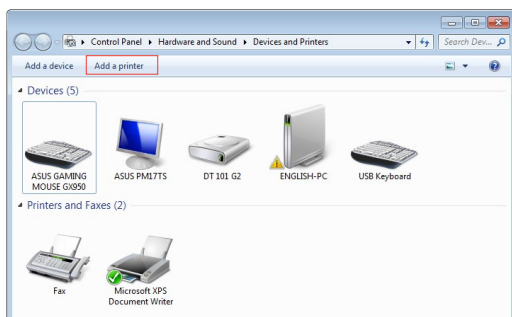 Control Panel ▸ Hardware and Sound ▸ Devices and Printers
Search Dev...
Add a device Add a printer
Devices (5)
ASUS GAMING MOUSE GX950
ASUS PM17TS
DT 101 G2
ENGLISH-PC
USB Keyboard
Printers and Faxes (2)
Fax
Microsoft XPS Document Writer